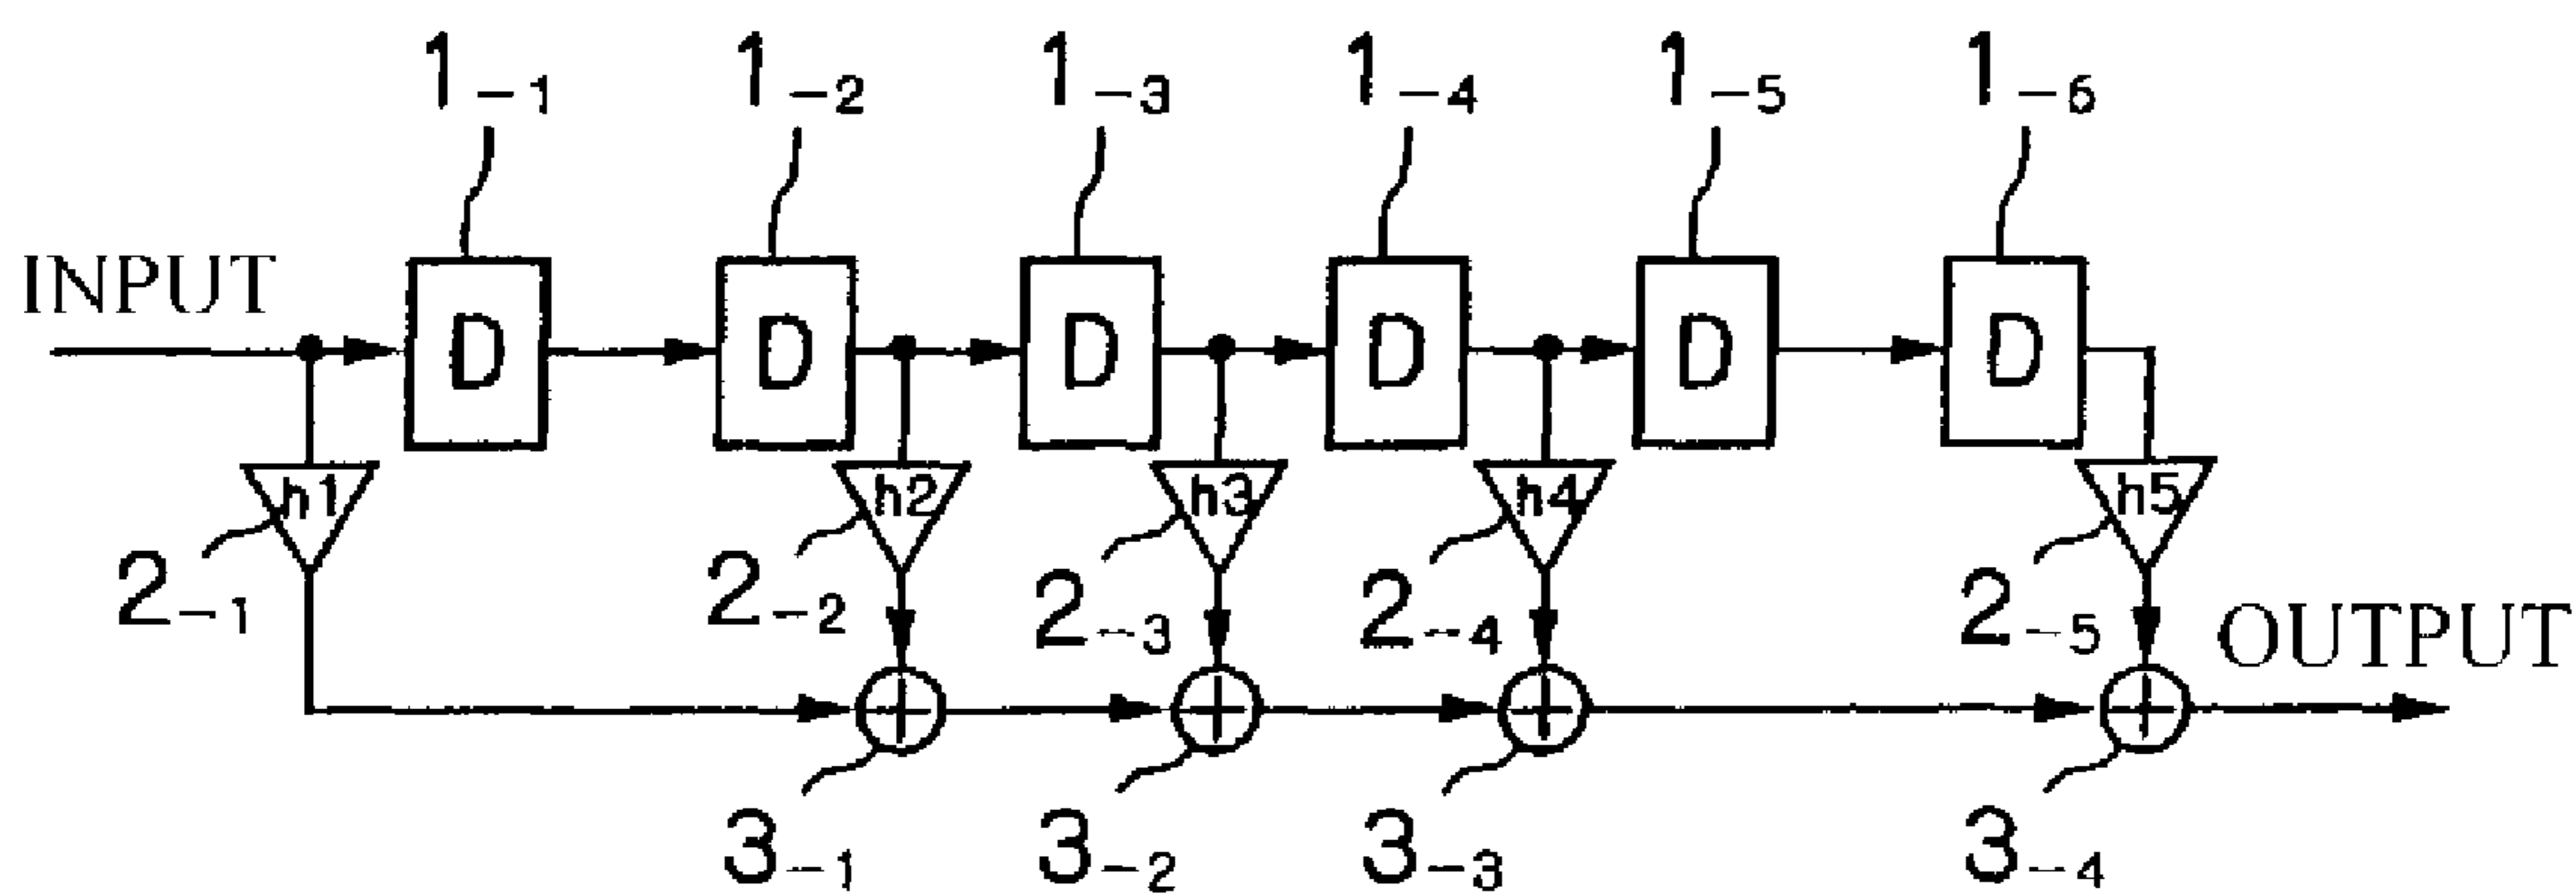 1-1 1-2 1-3 1-4 1-5 1-6
INPUT
D D D D D D
h1 h2 h3 h4 h5
2-1 2-2 2-3 2-4 2-5
OUTPUT
3-1 3-2 3-3 3-4